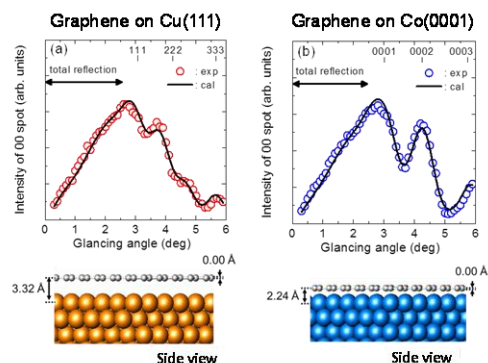 Graphene on Cu(111)
Graphene on Co(0001)
(a)
111 222 333
total reflection
: exp
: cal
Intensity of 00 spot (arb. units)
0 1 2 3 4 5 6
Glancing angle (deg)
(b)
0001 0002 0003
total reflection
: exp
: cal
Intensity of 00 spot (arb. units)
0 1 2 3 4 5 6
Glancing angle (deg)
0.00 Å
3.32 Å
Side view
0.00 Å
2.24 Å
Side view